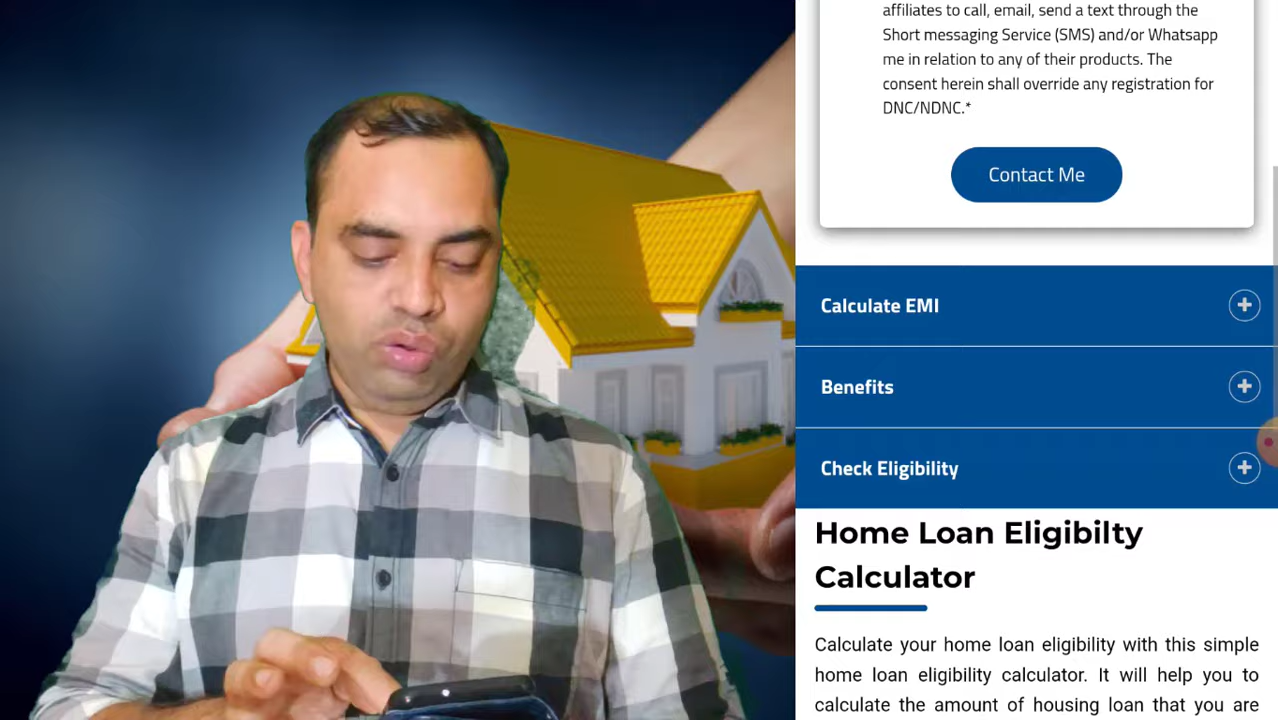 affiliates to call, email, send a text through the
Short messaging Service (SMS) and/or Whatsapp
me in relation to any of their products. The
consent herein shall override any registration for
DNC/NDNC.*
Contact Me
Calculate EMI
Benefits
Check Eligibility
Home Loan Eligibilty
Calculator
Calculate your home loan eligibility with this simple
home loan eligibility calculator. It will help you to
calculate the amount of housing loan that you are